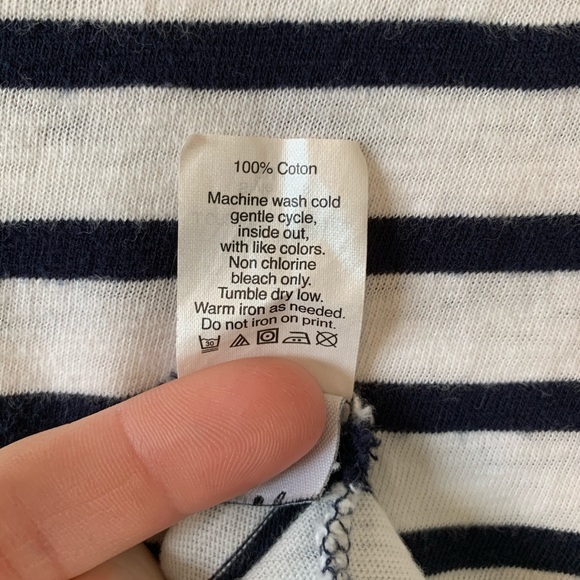 100% Coton
Machine wash cold
gentle cycle,
inside out,
with like colors.
Non chlorine
bleach only.
Tumble dry low.
Warm iron as needed.
Do not iron on print.
30